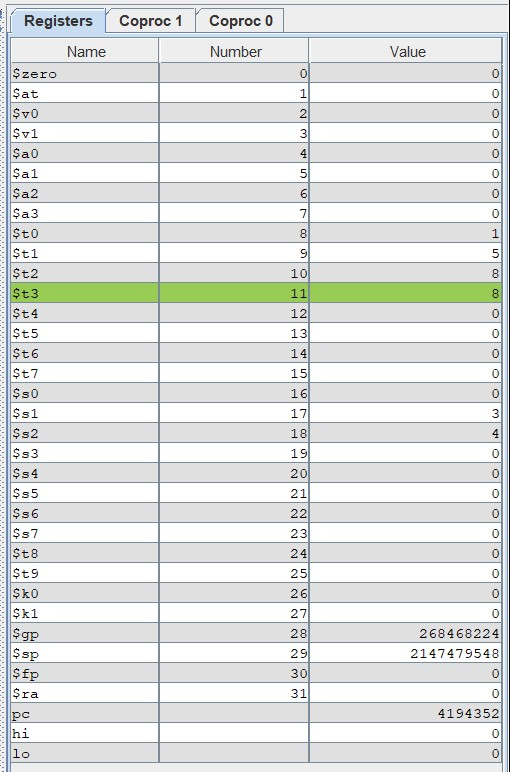 Registers Coproc 1 Coproc 0
Name Number Value
$zero 0 0
$at 1 0
$v0 2 0
$v1 3 0
$a0 4 0
$a1 5 0
$a2 6 0
$a3 7 0
$t0 8 1
$t1 9 5
$t2 10 8
$t3 11 8
$t4 12 0
$t5 13 0
$t6 14 0
$t7 15 0
$s0 16 0
$s1 17 3
$s2 18 4
$s3 19 0
$s4 20 0
$s5 21 0
$s6 22 0
$s7 23 0
$t8 24 0
$t9 25 0
$k0 26 0
$k1 27 0
$gp 28 268468224
$sp 29 2147479548
$fp 30 0
$ra 31 0
pc 4194352
hi 0
lo 0